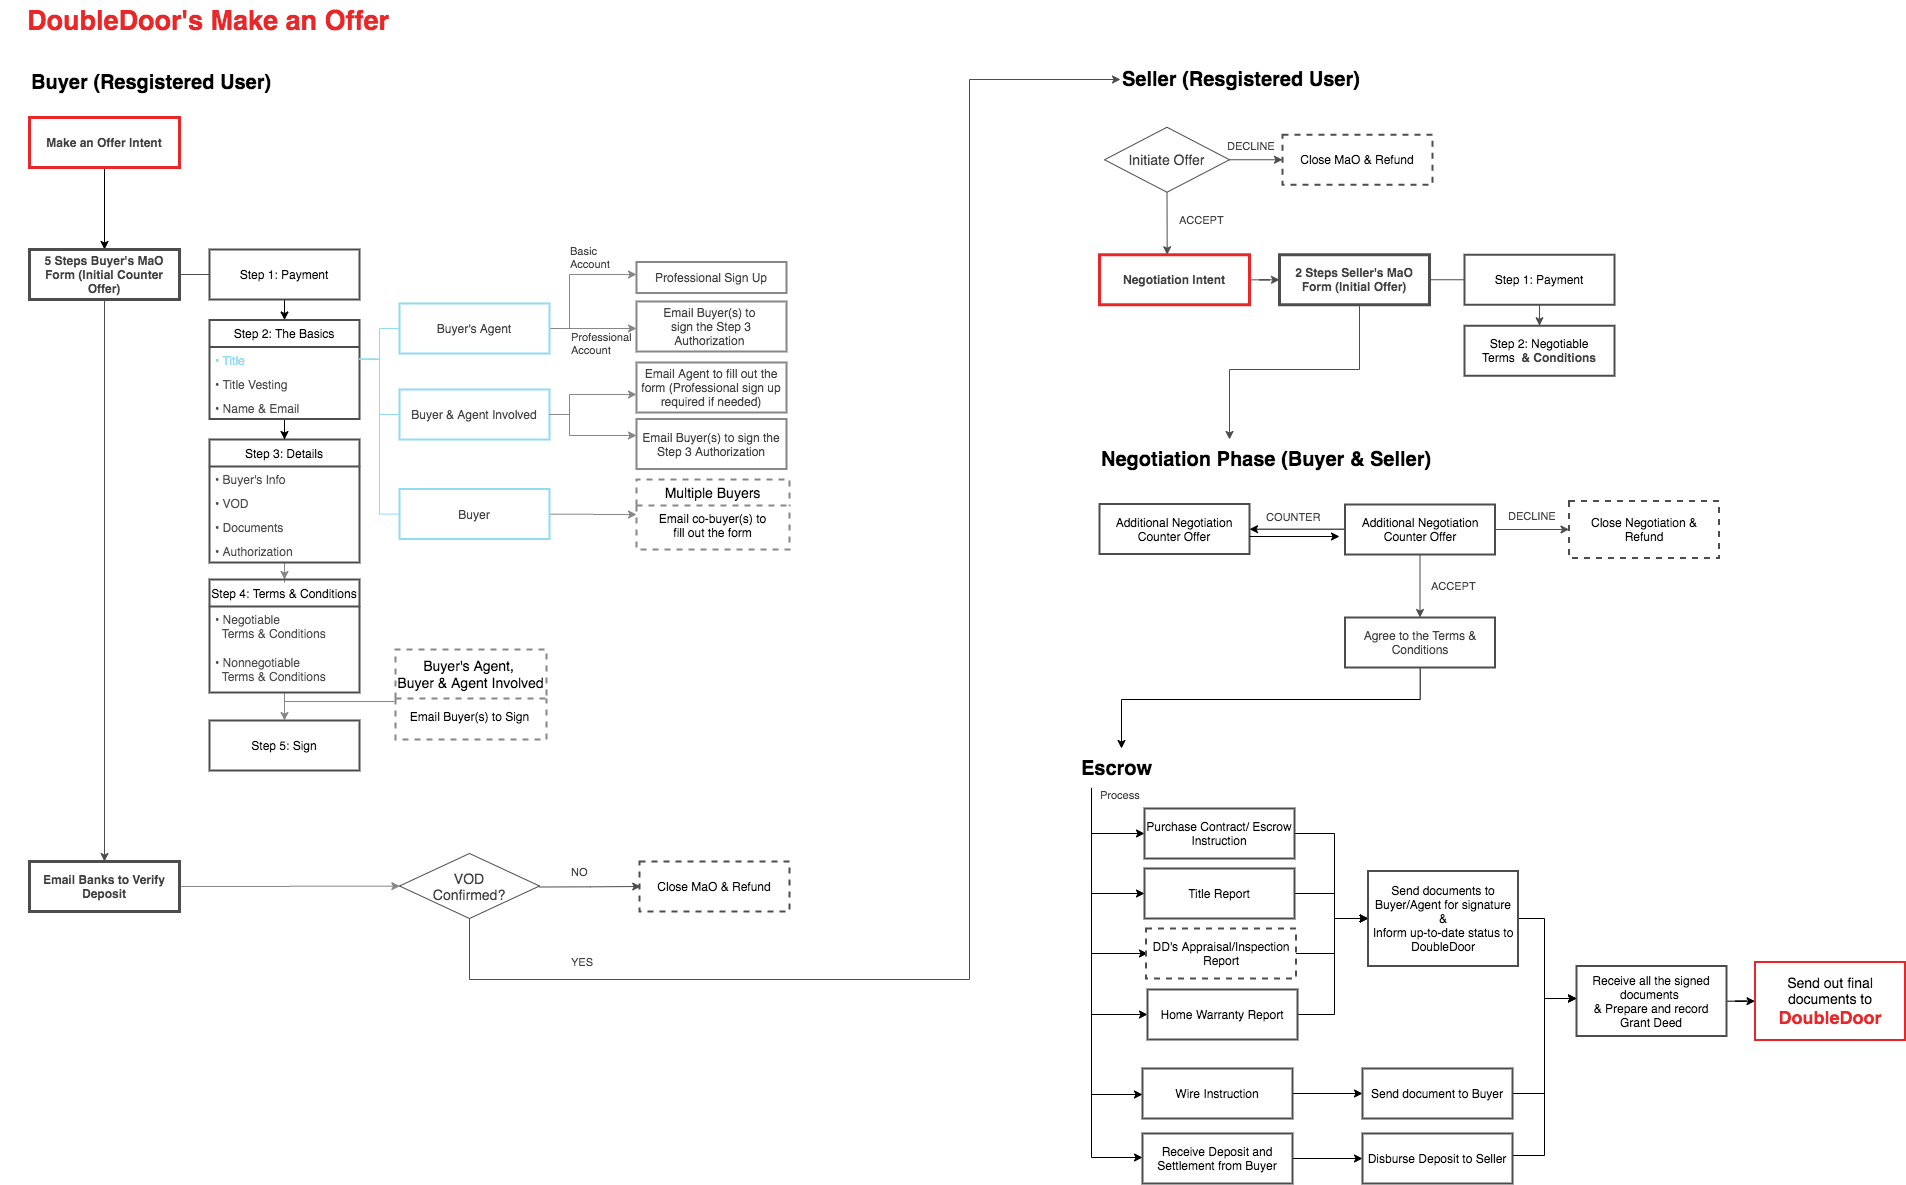 DoubleDoor's Make an Offer
Buyer (Resgistered User)
Make an Offer Intent
5 Steps Buyer's MaO
Form (Initial Counter
Offer)
Step 1: Payment
Step 2: The Basics
• Title
• Title Vesting
• Name & Email
Step 3: Details
• Buyer's Info
• VOD
• Documents
• Authorization
Step 4: Terms & Conditions
• Negotiable
Terms & Conditions
• Nonnegotiable
Terms & Conditions
Step 5: Sign
Buyer's Agent
Basic
Account
Professional Sign Up
Professional
Account
Email Buyer(s) to
sign the Step 3
Authorization
Buyer & Agent Involved
Email Agent to fill out the
form (Professional sign up
required if needed)
Email Buyer(s) to sign the
Step 3 Authorization
Buyer
Multiple Buyers
Email co-buyer(s) to
fill out the form
Buyer's Agent,
Buyer & Agent Involved
Email Buyer(s) to Sign
Email Banks to Verify
Deposit
VOD
Confirmed?
NO
Close MaO & Refund
YES
Seller (Resgistered User)
Initiate Offer
DECLINE
Close MaO & Refund
ACCEPT
Negotiation Intent
2 Steps Seller's MaO
Form (Initial Offer)
Step 1: Payment
Step 2: Negotiable
Terms & Conditions
Negotiation Phase (Buyer & Seller)
Additional Negotiation
Counter Offer
COUNTER
Additional Negotiation
Counter Offer
DECLINE
Close Negotiation &
Refund
ACCEPT
Agree to the Terms &
Conditions
Escrow
Process
Purchase Contract/ Escrow
Instruction
Title Report
DD's Appraisal/Inspection
Report
Home Warranty Report
Send documents to
Buyer/Agent for signature
&
Inform up-to-date status to
DoubleDoor
Wire Instruction
Send document to Buyer
Receive Deposit and
Settlement from Buyer
Disburse Deposit to Seller
Receive all the signed
documents
& Prepare and record
Grant Deed
Send out final
documents to
DoubleDoor